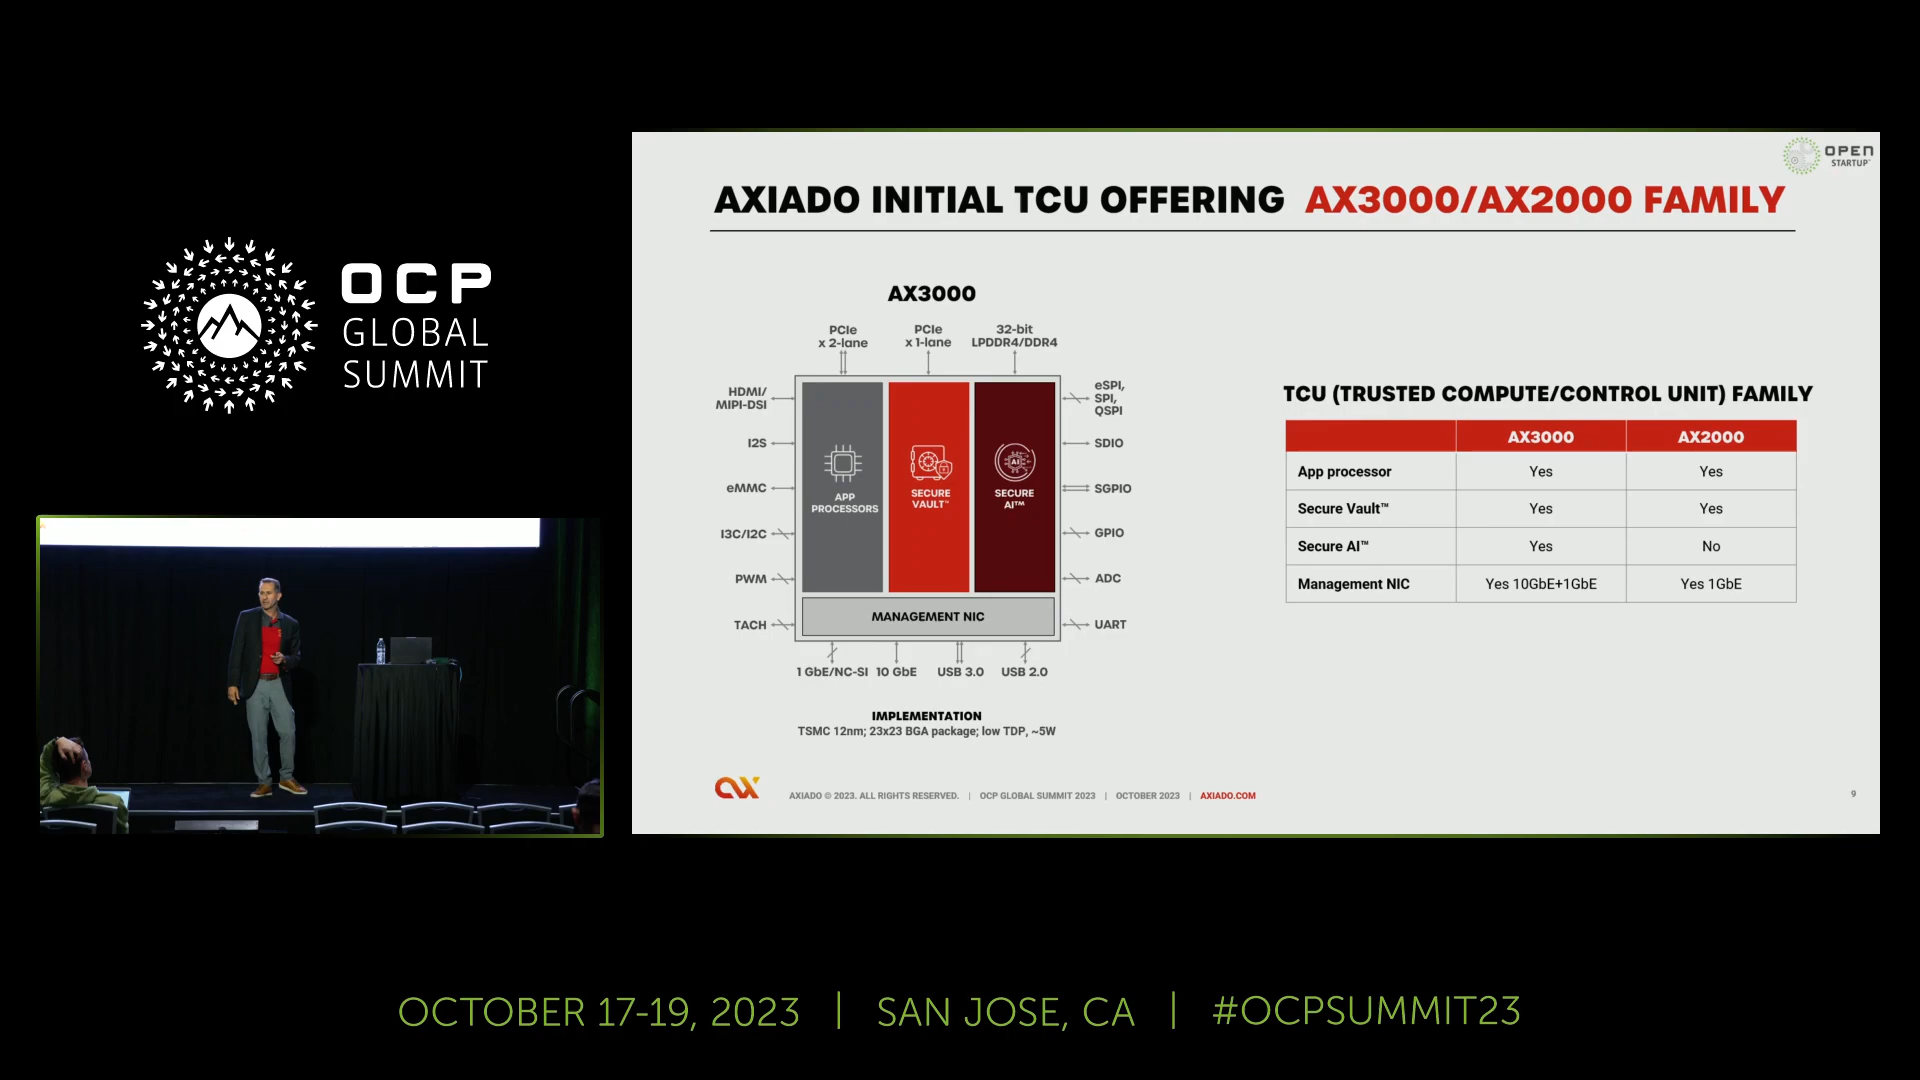 OCP
GLOBAL
SUMMIT
OPEN
STARTUP™
AXIADO INITIAL TCU OFFERING AX3000/AX2000 FAMILY
AX3000
PCIe
x 2-lane
PCIe
x 1-lane
32-bit
LPDDR4/DDR4
HDMI/
MIPI-DSI
I2S
eMMC
I3C/I2C
PWM
TACH
APP
PROCESSORS
SECURE
VAULT™
AI
SECURE
AI™
MANAGEMENT NIC
eSPI,
SPI,
QSPI
SDIO
SGPIO
GPIO
ADC
UART
1 GbE/NC-SI 10 GbE USB 3.0 USB 2.0
IMPLEMENTATION
TSMC 12nm; 23x23 BGA package; low TDP, ~5W
TCU (TRUSTED COMPUTE/CONTROL UNIT) FAMILY
AX3000 AX2000
App processor Yes Yes
Secure Vault™ Yes Yes
Secure AI™ Yes No
Management NIC Yes 10GbE+1GbE Yes 1GbE
AXIADO © 2023. ALL RIGHTS RESERVED. | OCP GLOBAL SUMMIT 2023 | OCTOBER 2023 | AXIADO.COM
9
OCTOBER 17-19, 2023 | SAN JOSE, CA | #OCPSUMMIT23